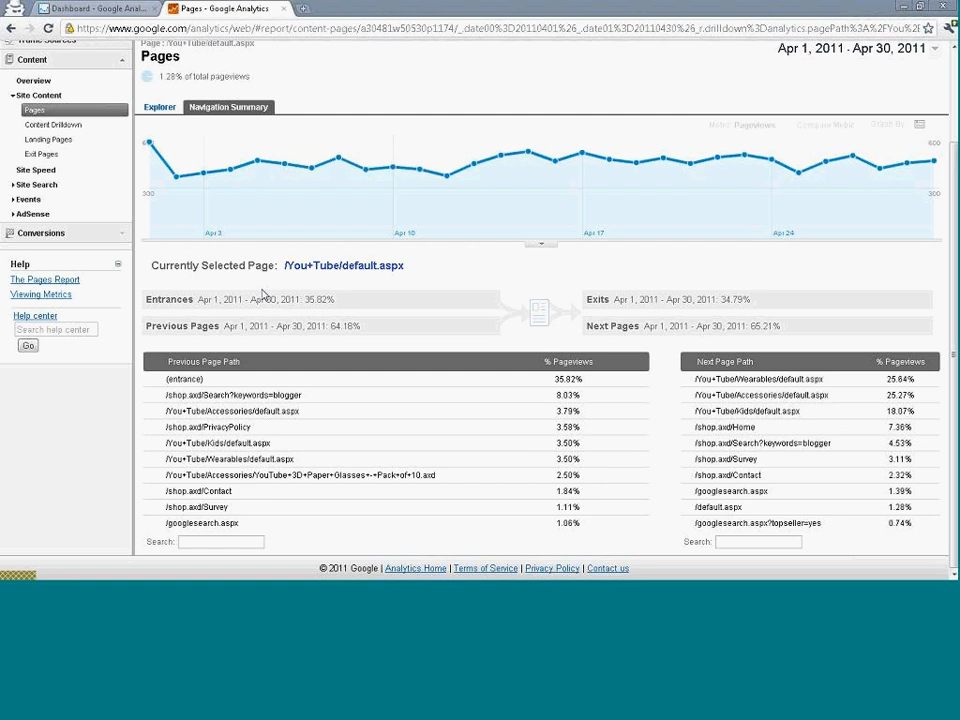 Dashboard - Google Anal...
Pages - Google Analytics
https://www.google.com/analytics/web/#report/content-pages/a30481w50530p1174/_.date00%3D20110401%26_.date01%3D20110430%26_r.drilldown%3Danalytics.pagePath%3A%2FYou%2
Traffic Sources
Content
Overview
Site Content
Pages
Content Drilldown
Landing Pages
Exit Pages
Site Speed
Site Search
Events
AdSense
Conversions
Help
The Pages Report
Viewing Metrics
Help center
Search help center
Go
Page : /You+Tube/default.aspx
Pages
Apr 1, 2011 - Apr 30, 2011
1.28% of total pageviews
Explorer Navigation Summary
Metric: Pageviews Compare Metric Graph By:
600
300 300
Apr 3 Apr 10 Apr 17 Apr 24
Currently Selected Page: /You+Tube/default.aspx
Entrances Apr 1, 2011 - Apr 30, 2011: 35.82%
Exits Apr 1, 2011 - Apr 30, 2011: 34.79%
Previous Pages Apr 1, 2011 - Apr 30, 2011: 64.18%
Next Pages Apr 1, 2011 - Apr 30, 2011: 65.21%
Previous Page Path % Pageviews
(entrance) 35.82%
/shop.axd/Search?keywords=blogger 8.03%
/You+Tube/Accessories/default.aspx 3.79%
/shop.axd/PrivacyPolicy 3.58%
/You+Tube/Kids/default.aspx 3.50%
/You+Tube/Wearables/default.aspx 3.50%
/You+Tube/Accessories/YouTube+3D+Paper+Glasses+-+Pack+of+10.axd 2.50%
/shop.axd/Contact 1.84%
/shop.axd/Survey 1.11%
/googlesearch.aspx 1.06%
Search:
Next Page Path % Pageviews
/You+Tube/Wearables/default.aspx 25.64%
/You+Tube/Accessories/default.aspx 25.27%
/You+Tube/Kids/default.aspx 18.07%
/shop.axd/Home 7.36%
/shop.axd/Search?keywords=blogger 4.53%
/shop.axd/Survey 3.11%
/shop.axd/Contact 2.32%
/googlesearch.aspx 1.39%
/default.aspx 1.28%
/googlesearch.aspx?topseller=yes 0.74%
Search:
© 2011 Google | Analytics Home | Terms of Service | Privacy Policy | Contact us